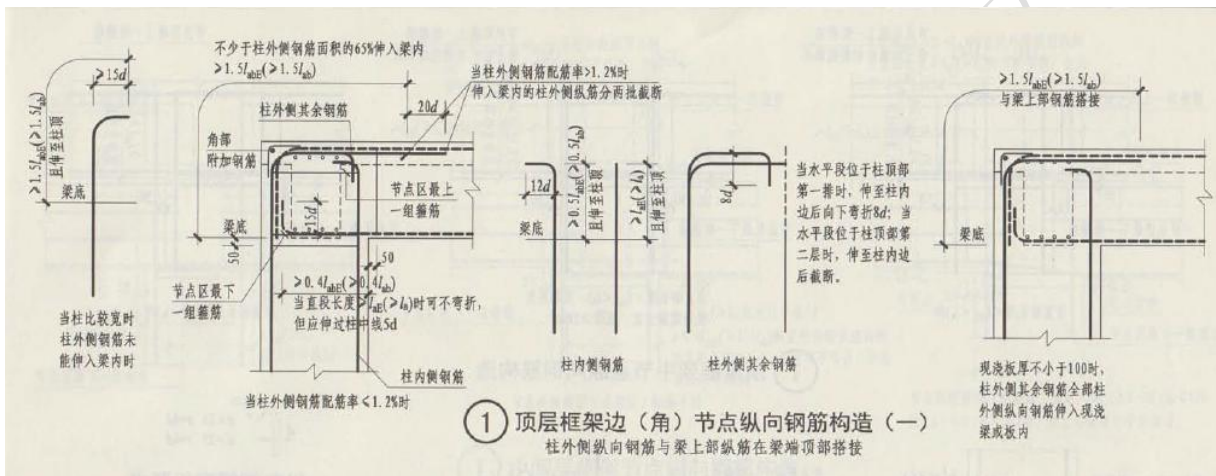 ≥15d
≥1.5labE(≥1.5lab)
且伸至柱顶
梁底
当柱比较宽时
柱外侧钢筋未
能伸入梁内时
不少于柱外侧钢筋面积的65%伸入梁内
≥1.5labE(≥1.5lab)
柱外侧其余钢筋
角部
附加钢筋
20d
当柱外侧钢筋配筋率>1.2%时
伸入梁内的柱外侧纵筋分两批截断
节点区最上
一组箍筋
15d
梁底
50
50
节点区最下
一组箍筋
≥0.4labE(≥0.4lab)
当直段长度≥laE(≥la)时可不弯折,
但应伸过柱中线5d
柱内侧钢筋
当柱外侧钢筋配筋率<1.2%时
12d
梁底
≥0.5labE(≥0.5lab)
且伸至柱顶
≥laE(≥la)
且伸至柱顶
柱内侧钢筋
8d
柱外侧其余钢筋
当水平段位于柱顶部
第一排时,伸至柱内
边后向下弯折8d;当
水平段位于柱顶部第
二层时,伸至柱内边
后截断。
≥1.5labE(≥1.5lab)
与梁上部钢筋搭接
梁底
现浇板厚不小于100时,
柱外侧其余钢筋全部柱
外侧纵向钢筋伸入现浇
梁或板内
① 顶层框架边(角)节点纵向钢筋构造(一)
柱外侧纵向钢筋与梁上部纵筋在梁端顶部搭接